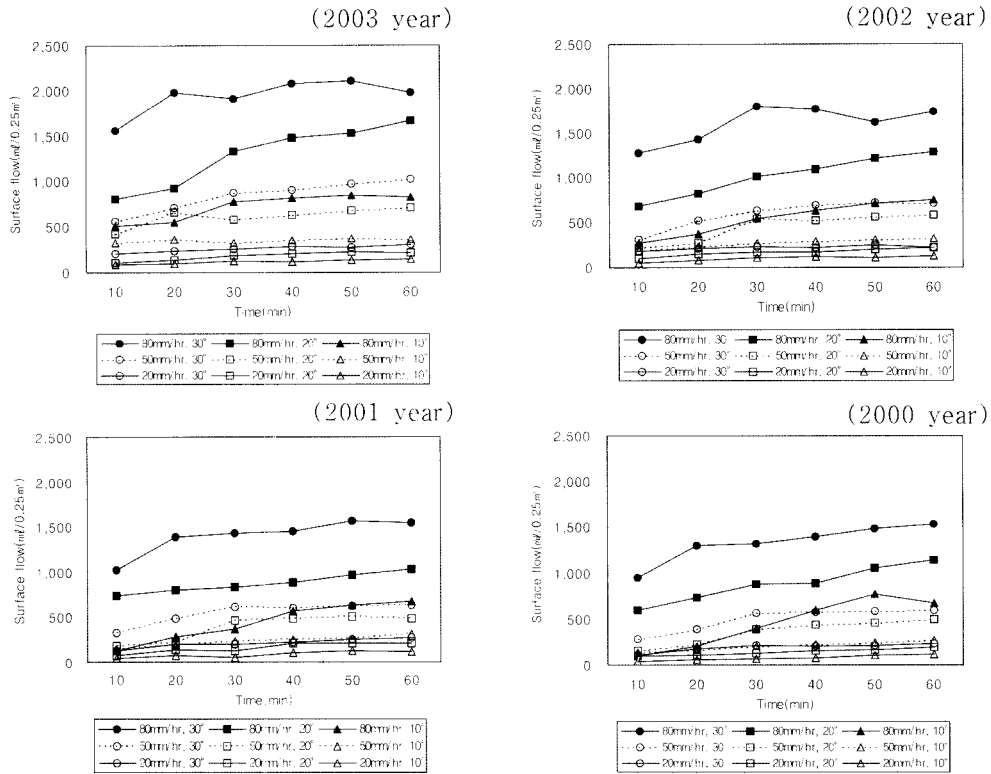 (2003 year)
2,500
2,000
1,500
1,000
500
0
Surface flow(㎖/0.25㎡)
10 20 30 40 50 60
Time(min)
80mm/hr, 30° 80mm/hr, 20° 80mm/hr, 10°
50mm/hr, 30° 50mm/hr, 20° 50mm/hr, 10°
20mm/hr, 30° 20mm/hr, 20° 20mm/hr, 10°
(2002 year)
2,500
2,000
1,500
1,000
500
0
Surface flow(㎖/0.25㎡)
10 20 30 40 50 60
Time(min)
80mm/hr, 30 80mm/hr, 20° 80mm/hr, 10°
50mm/hr, 30° 50mm/hr, 20° 50mm/hr, 10°
20mm/hr, 30° 20mm/hr, 20° 20mm/hr, 10°
(2001 year)
2,500
2,000
1,500
1,000
500
0
Surface flow(㎖/0.25㎡)
10 20 30 40 50 60
Time(min)
80mm/hr, 30° 80mm/hr, 20° 80mm/hr, 10°
50mm/hr, 30° 50mm/hr, 20° 50mm/hr, 10°
20mm/hr, 30° 20mm/hr, 20° 20mm/hr, 10°
(2000 year)
2,500
2,000
1,500
1,000
500
0
Surface flow(㎖/0.25㎡)
10 20 30 40 50 60
Time(min)
80mm/hr, 30° 80mm/hr, 20° 80mm/hr, 10°
50mm/hr, 30 50mm/hr, 20° 50mm/hr, 10°
20mm/hr, 30 20mm/hr, 20° 20mm/hr, 10°